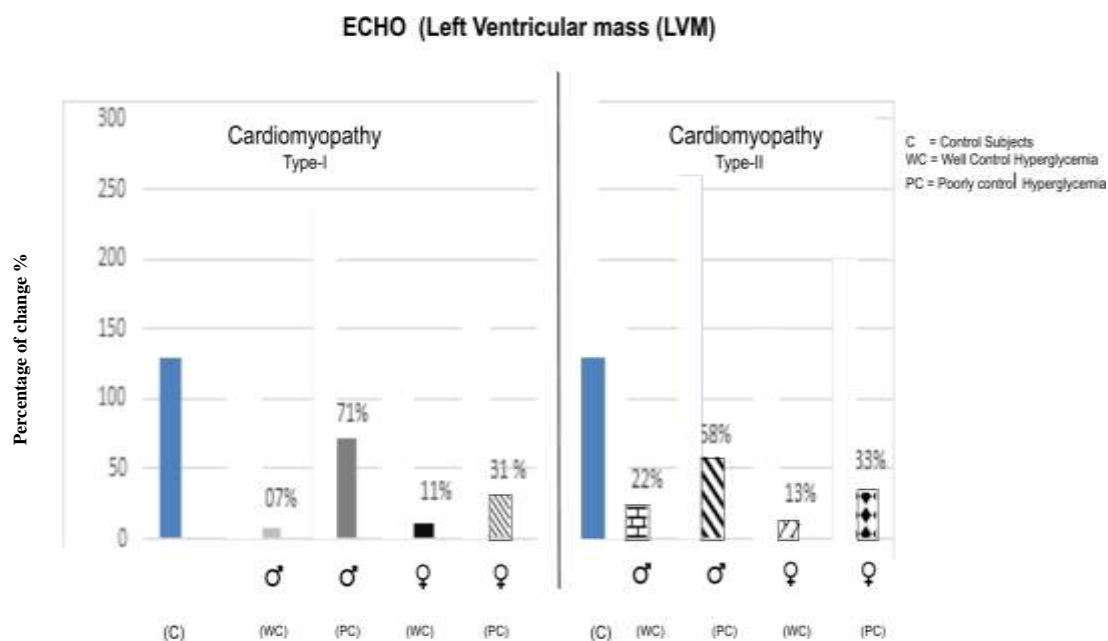 ECHO (Left Ventricular mass (LVM)
Cardiomyopathy
Type-I
Cardiomyopathy
Type-II
C = Control Subjects
WC = Well Control Hyperglycemia
PC = Poorly control Hyperglycemia
Percentage of change %
300
250
200
150
100
50
0
07%
71%
11%
31 %
22%
58%
13%
33%
♂ ♂ ♀ ♀ ♂ ♂ ♀ ♀
(C) (WC) (PC) (WC) (PC) (C) (WC) (PC) (WC) (PC)